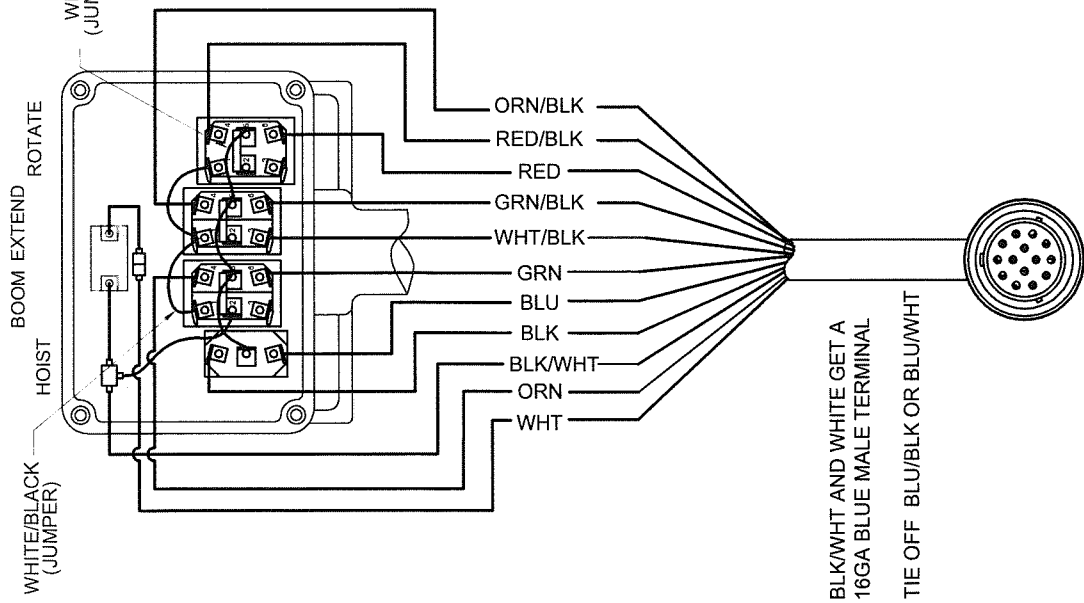 ORN/BLK
RED/BLK
RED
GRN/BLK
WHT/BLK
GRN
BLU
BLK
BLK/WHT
ORN
WHT
ROTATE
BOOM EXTEND
HOIST
WHITE/BLACK
(JUMPER)
BLK/WHT AND WHITE GET A
16GA BLUE MALE TERMINAL
TIE OFF BLU/BLK OR BLU/WHT